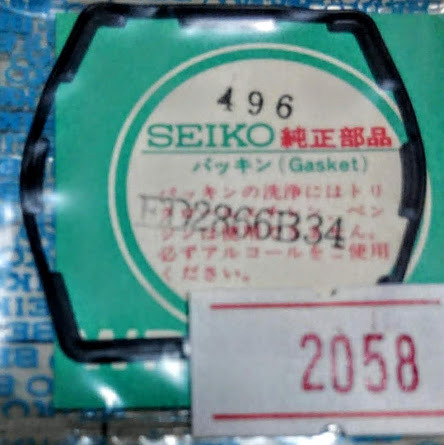 496
SEIKO 純正部品
パッキン(Gasket)
パッキンの洗浄にはトリ
FD2866B34
必ずアルコールをご使用
ください。
2058